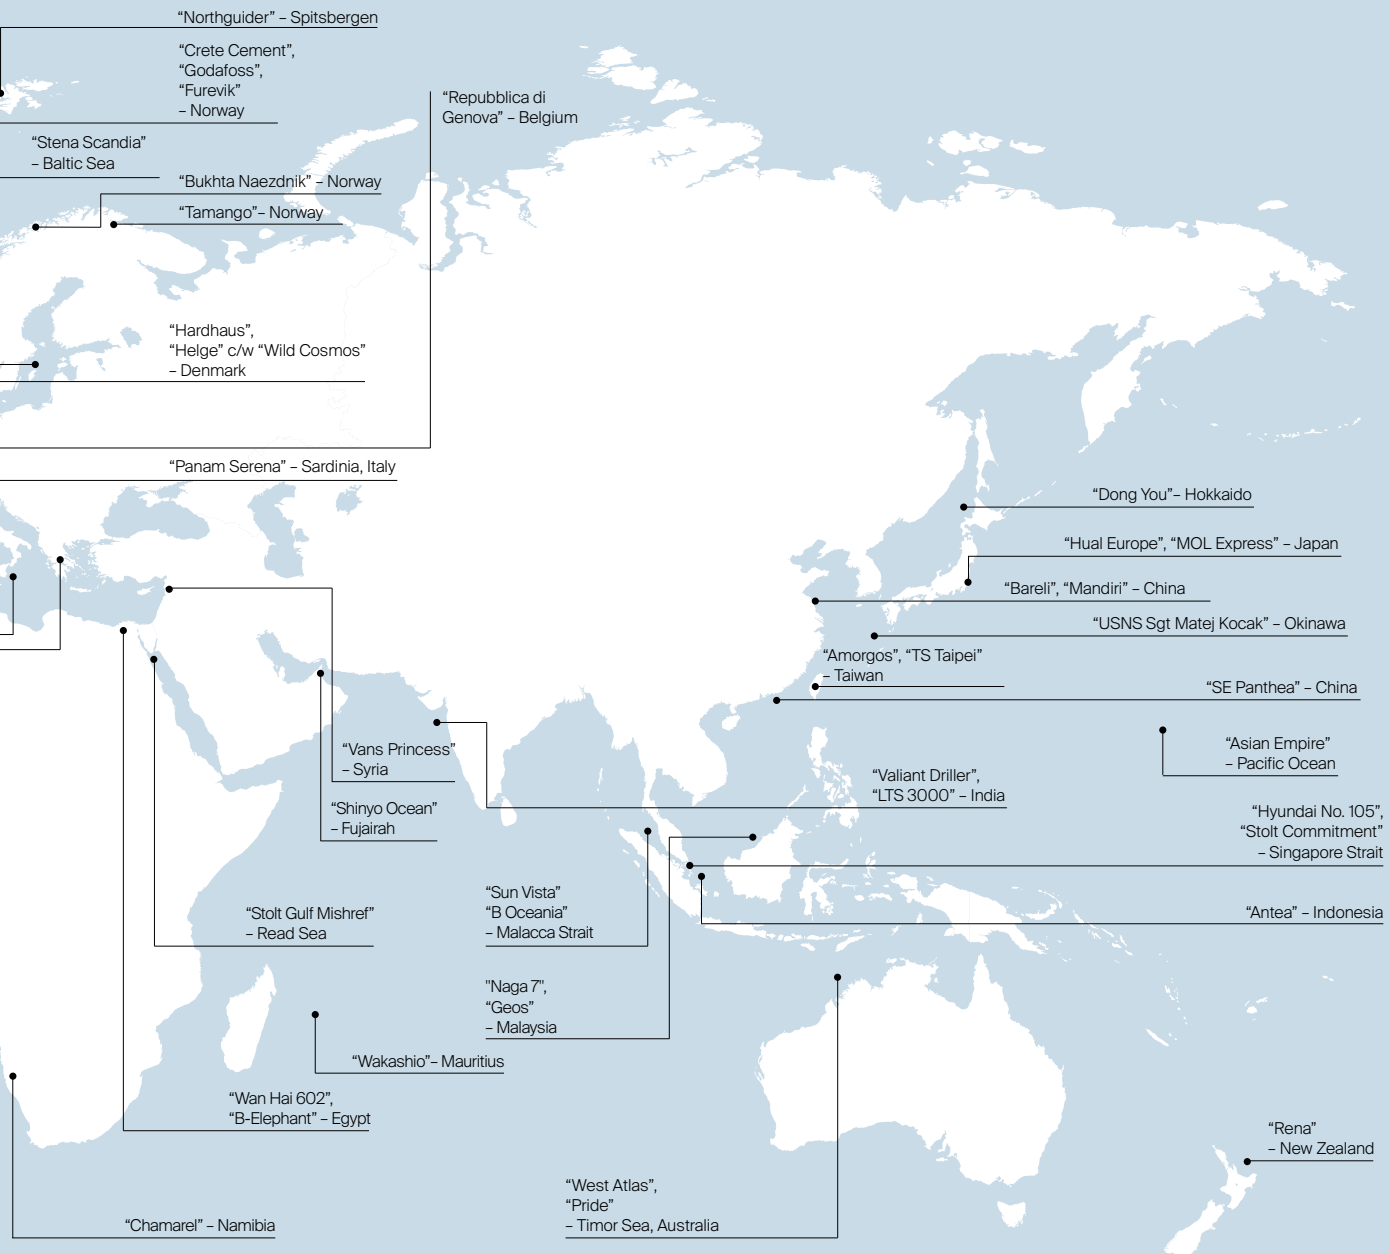 “Northguider” – Spitsbergen
“Crete Cement”,
“Godafoss”,
“Furevik”
– Norway
“Repubblica di
Genova” – Belgium
“Stena Scandia”
– Baltic Sea
“Bukhta Naezdnik” – Norway
“Tamango”– Norway
“Hardhaus”,
“Helge” c/w “Wild Cosmos”
– Denmark
“Panam Serena” – Sardinia, Italy
“Dong You”– Hokkaido
“Hual Europe”, “MOL Express” – Japan
“Bareli”, “Mandiri” – China
“USNS Sgt Matej Kocak” – Okinawa
“Amorgos”, “TS Taipei”
– Taiwan
“SE Panthea” – China
“Asian Empire”
– Pacific Ocean
“Vans Princess”
– Syria
“Valiant Driller”,
“LTS 3000” – India
“Shinyo Ocean”
– Fujairah
“Hyundai No. 105”,
“Stolt Commitment”
– Singapore Strait
“Sun Vista”
“B Oceania”
– Malacca Strait
“Stolt Gulf Mishref”
– Read Sea
“Antea” – Indonesia
"Naga 7",
“Geos”
– Malaysia
“Wakashio”– Mauritius
“Wan Hai 602”,
“B-Elephant” – Egypt
“Rena”
– New Zealand
“West Atlas”,
“Pride”
– Timor Sea, Australia
“Chamarel” – Namibia